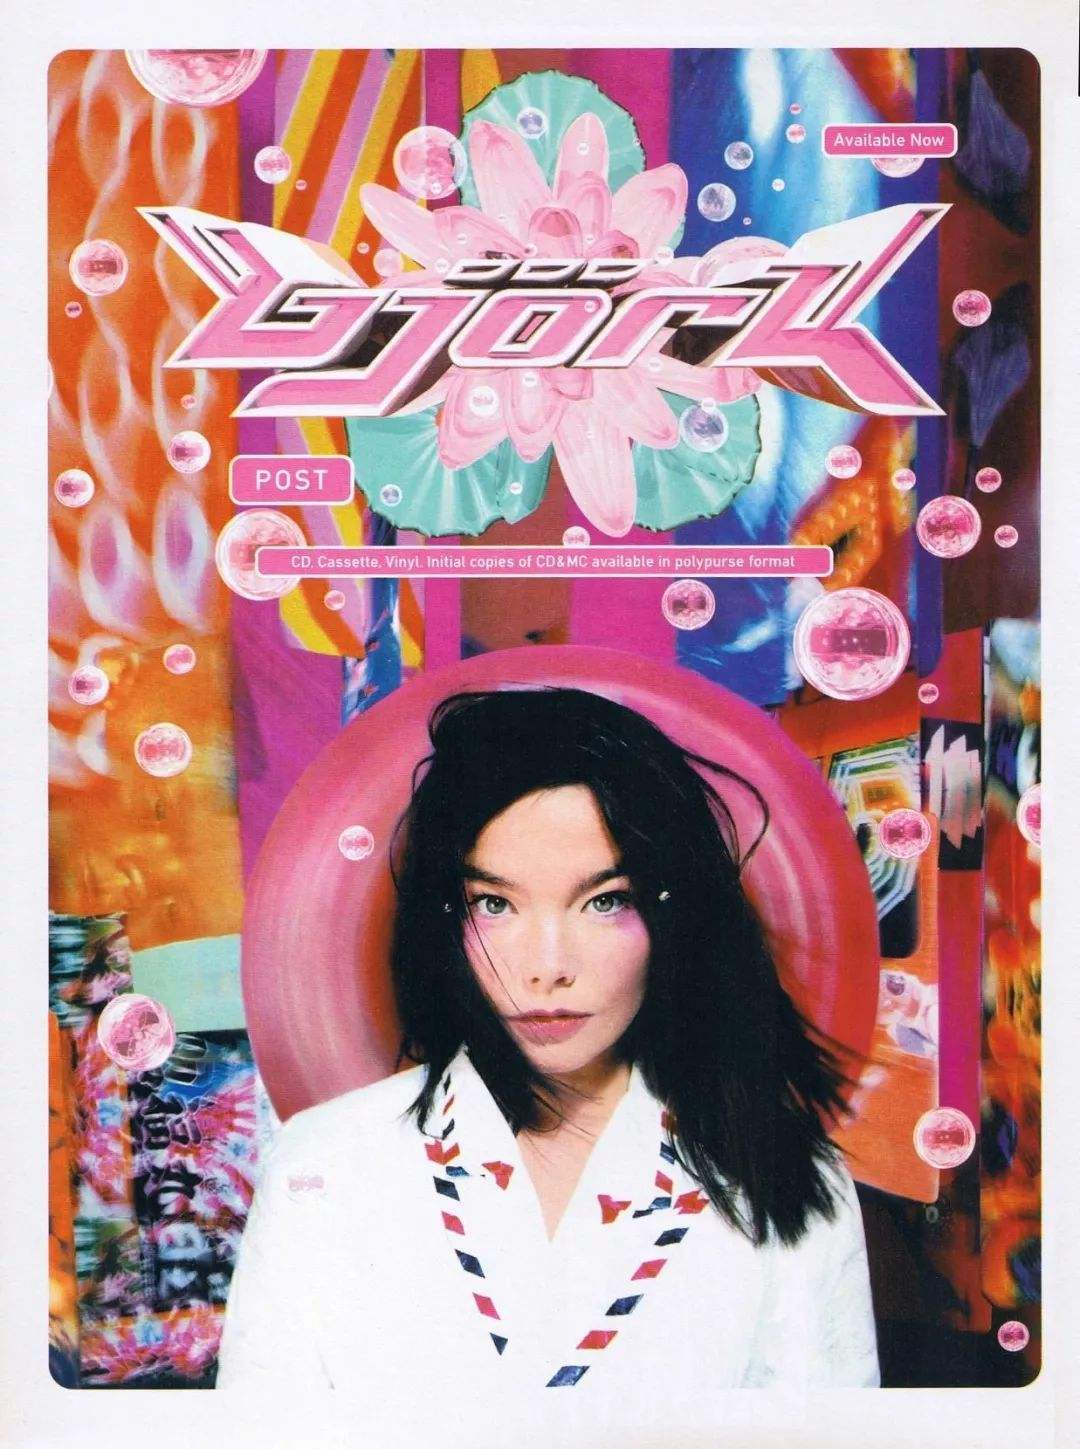 Available Now
björk
POST
CD, Cassette, Vinyl. Initial copies of CD&MC available in polypurse format